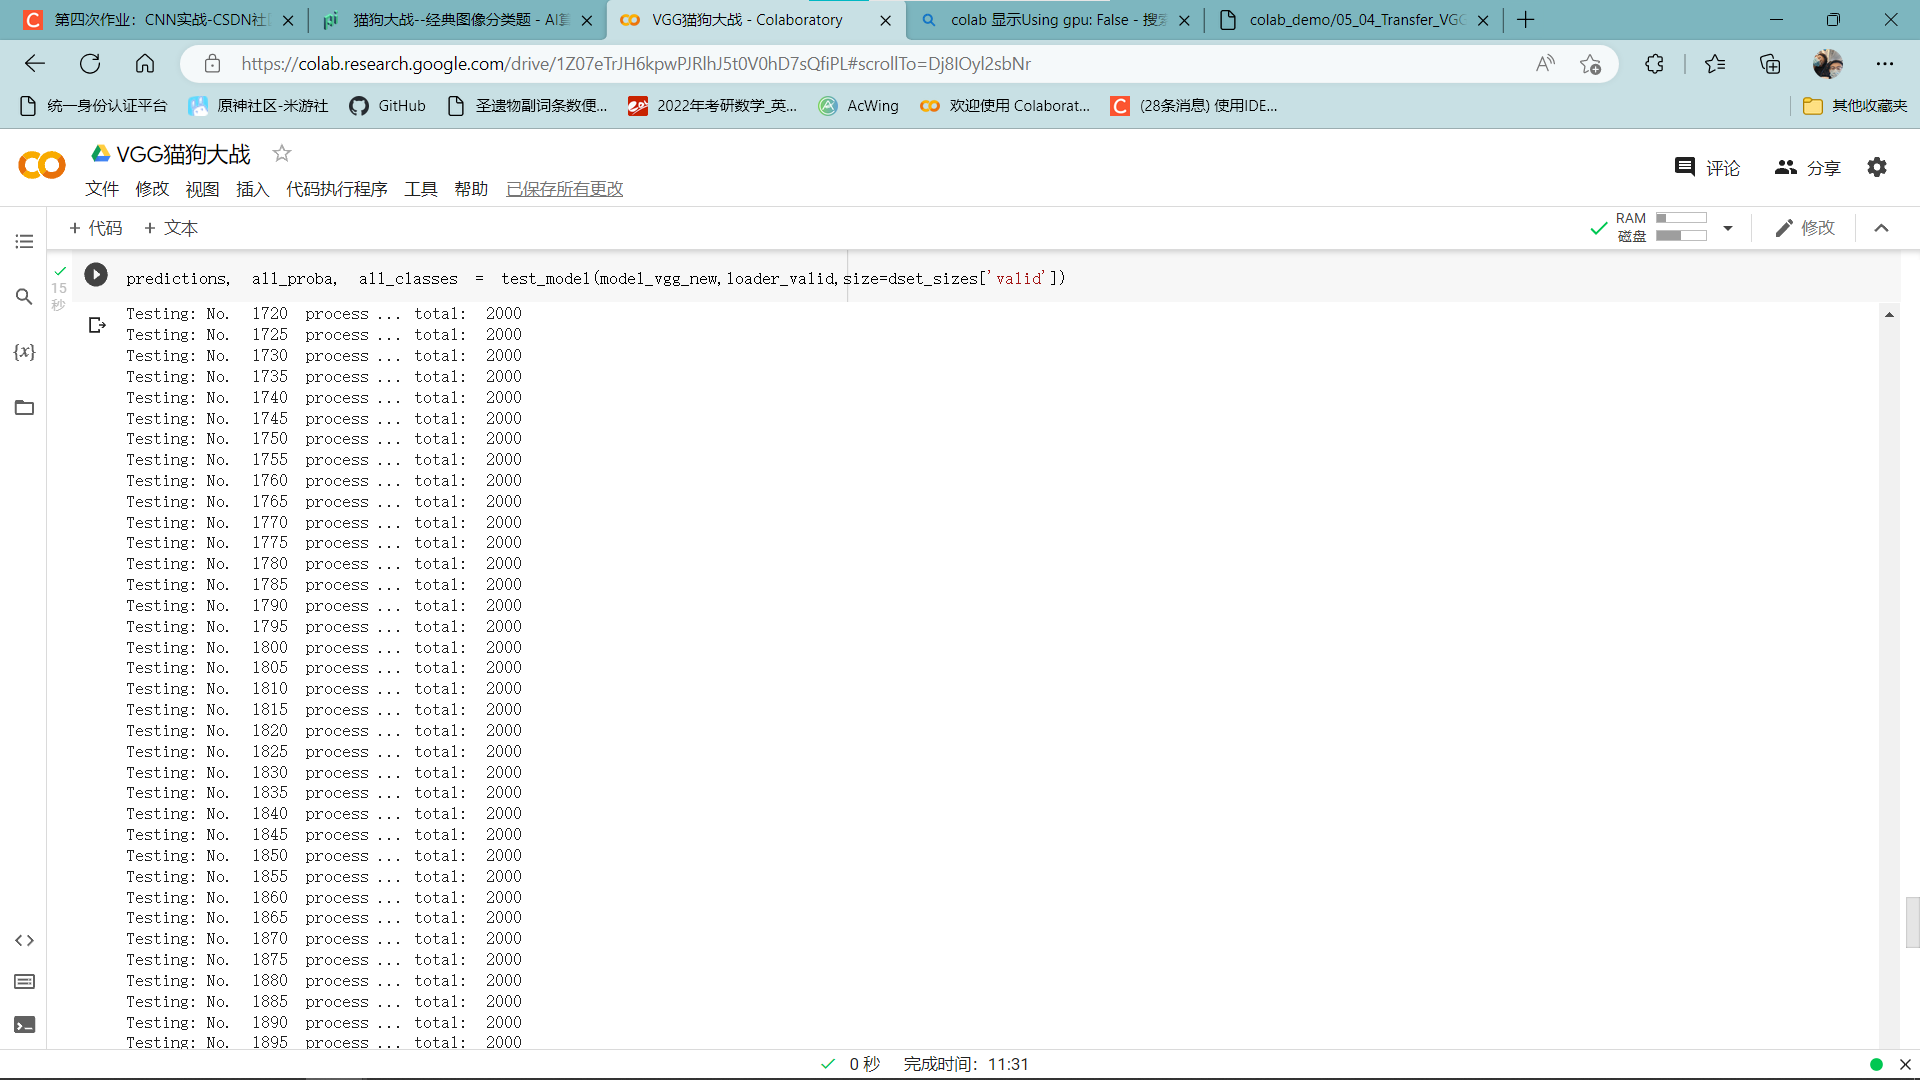 第四次作业：CNN实战-CSDN社区
猫狗大战--经典图像分类题 - AI算
VGG猫狗大战 - Colaboratory
colab 显示Using gpu: False - 搜索
colab_demo/05_04_Transfer_VGG
https://colab.research.google.com/drive/1Z07eTrJH6kpwPJRlhJ5t0V0hD7sQfiPL#scrollTo=Dj8IOyl2sbNr
统一身份认证平台
原神社区-米游社
GitHub
圣遗物副词条数便...
2022年考研数学_英...
AcWing
欢迎使用 Colaborat...
(28条消息) 使用IDE...
其他收藏夹
VGG猫狗大战
评论
分享
文件 修改 视图 插入 代码执行程序 工具 帮助 已保存所有更改
+ 代码 + 文本
RAM
磁盘
修改
15
秒
predictions, all_proba, all_classes = test_model(model_vgg_new,loader_valid,size=dset_sizes['valid'])
Testing: No. 1720 process ... total: 2000
Testing: No. 1725 process ... total: 2000
Testing: No. 1730 process ... total: 2000
Testing: No. 1735 process ... total: 2000
Testing: No. 1740 process ... total: 2000
Testing: No. 1745 process ... total: 2000
Testing: No. 1750 process ... total: 2000
Testing: No. 1755 process ... total: 2000
Testing: No. 1760 process ... total: 2000
Testing: No. 1765 process ... total: 2000
Testing: No. 1770 process ... total: 2000
Testing: No. 1775 process ... total: 2000
Testing: No. 1780 process ... total: 2000
Testing: No. 1785 process ... total: 2000
Testing: No. 1790 process ... total: 2000
Testing: No. 1795 process ... total: 2000
Testing: No. 1800 process ... total: 2000
Testing: No. 1805 process ... total: 2000
Testing: No. 1810 process ... total: 2000
Testing: No. 1815 process ... total: 2000
Testing: No. 1820 process ... total: 2000
Testing: No. 1825 process ... total: 2000
Testing: No. 1830 process ... total: 2000
Testing: No. 1835 process ... total: 2000
Testing: No. 1840 process ... total: 2000
Testing: No. 1845 process ... total: 2000
Testing: No. 1850 process ... total: 2000
Testing: No. 1855 process ... total: 2000
Testing: No. 1860 process ... total: 2000
Testing: No. 1865 process ... total: 2000
Testing: No. 1870 process ... total: 2000
Testing: No. 1875 process ... total: 2000
Testing: No. 1880 process ... total: 2000
Testing: No. 1885 process ... total: 2000
Testing: No. 1890 process ... total: 2000
Testing: No. 1895 process ... total: 2000
0 秒 完成时间：11:31